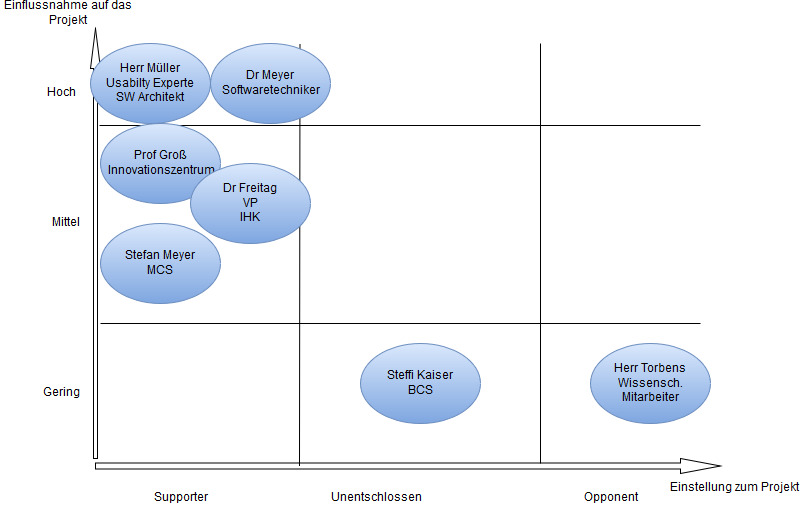 Einflussnahme auf das
Projekt
Hoch
Herr Müller
Usabilty Experte
SW Architekt
Dr Meyer
Softwaretechniker
Prof Groß
Innovationszentrum
Dr Freitag
VP
IHK
Mittel
Stefan Meyer
MCS
Gering
Steffi Kaiser
BCS
Herr Torbens
Wissensch.
Mitarbeiter
Einstellung zum Projekt
Supporter
Unentschlossen
Opponent